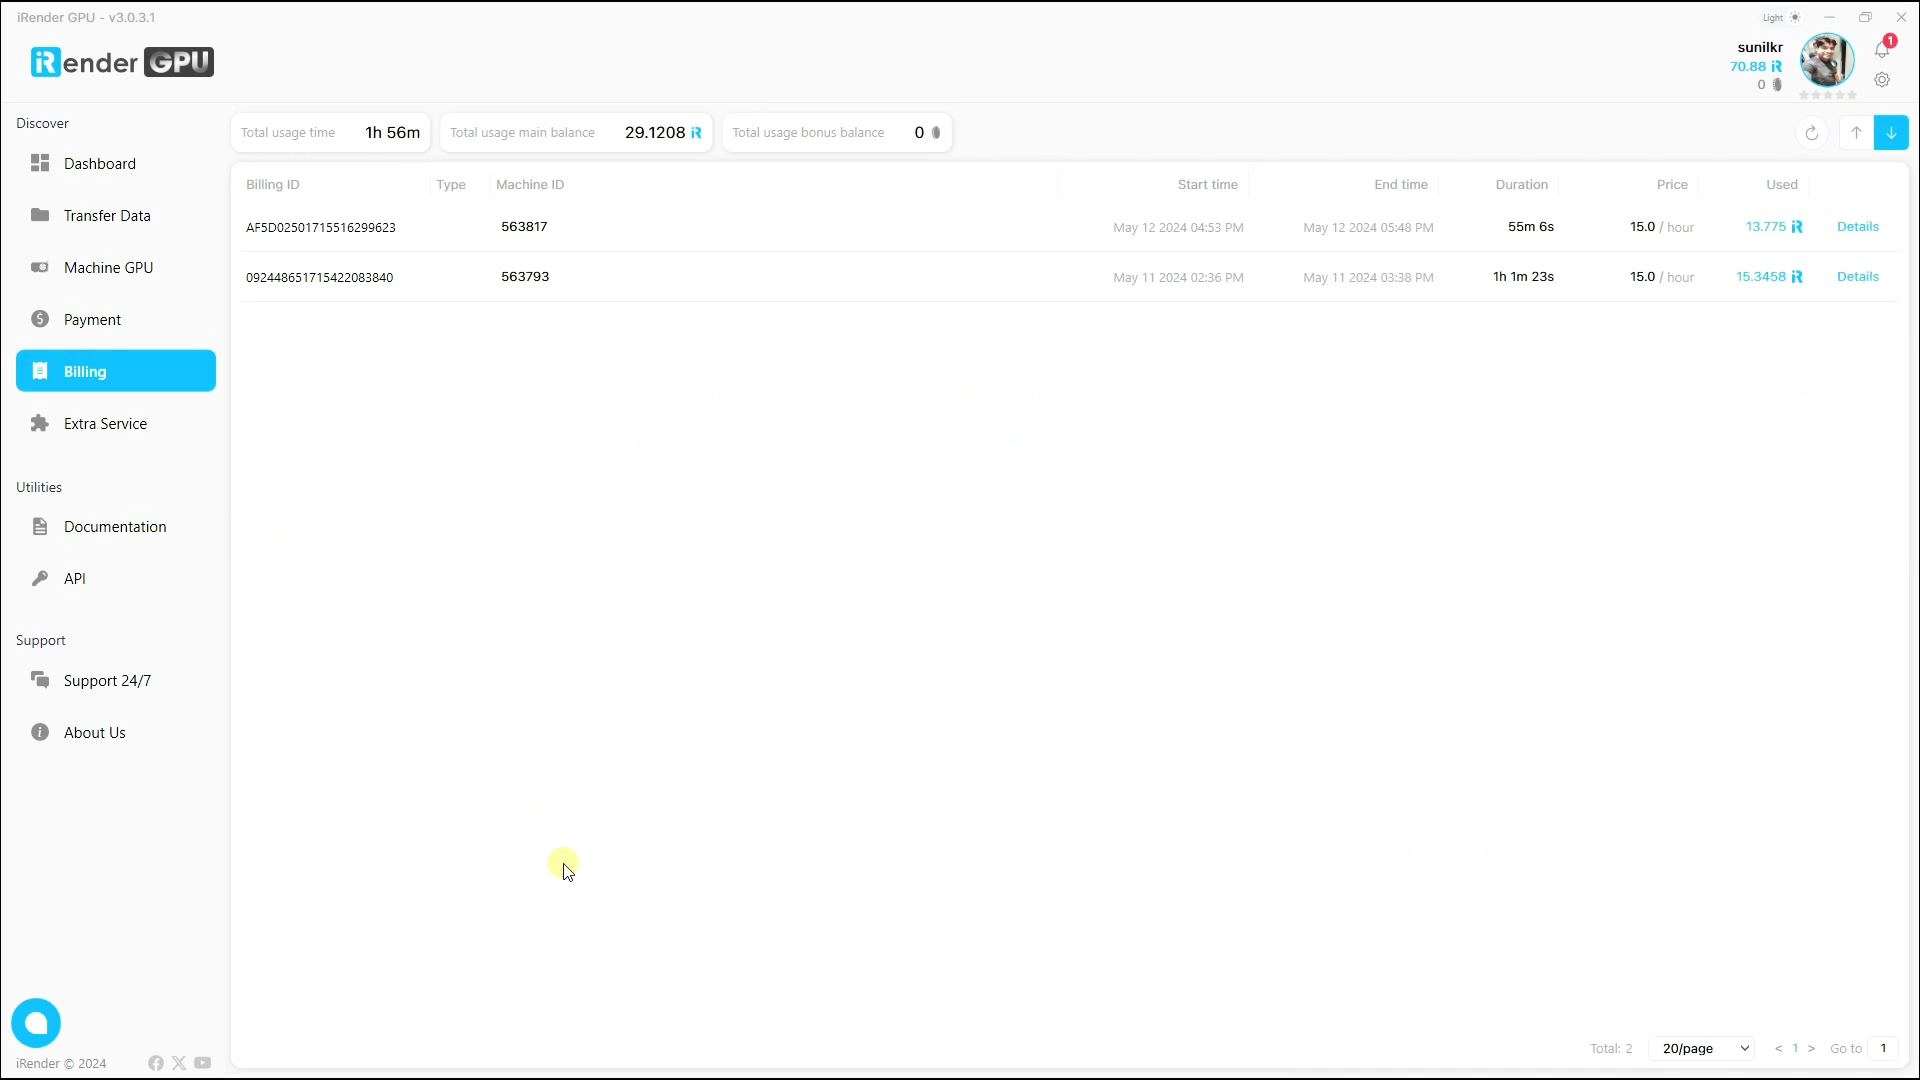 iRender GPU - v3.0.3.1
Light
iRender GPU
sunilkr
70.88 iR
0
1
Discover
Dashboard
Transfer Data
Machine GPU
Payment
Billing
Extra Service
Utilities
Documentation
API
Support
Support 24/7
About Us
iRender © 2024
Total usage time 1h 56m
Total usage main balance 29.1208 iR
Total usage bonus balance 0
Billing ID Type Machine ID Start time End time Duration Price Used
AF5D02501715516299623 563817 May 12 2024 04:53 PM May 12 2024 05:48 PM 55m 6s 15.0 / hour 13.775 iR Details
092448651715422083840 563793 May 11 2024 02:36 PM May 11 2024 03:38 PM 1h 1m 23s 15.0 / hour 15.3458 iR Details
Total: 2 20/page < 1 > Go to 1